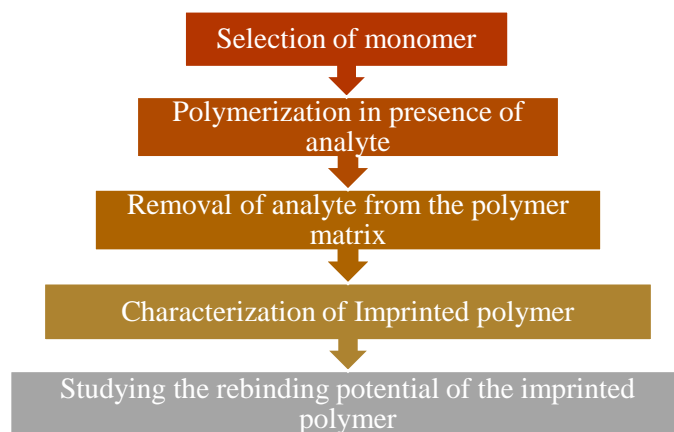 Selection of monomer
Polymerization in presence of
analyte
Removal of analyte from the polymer
matrix
Characterization of Imprinted polymer
Studying the rebinding potential of the imprinted
polymer